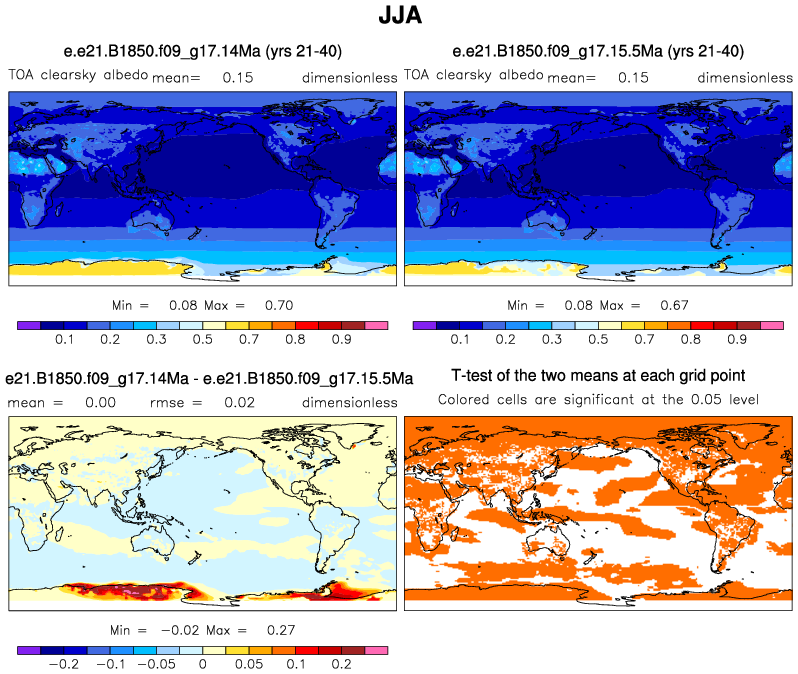 JJA
e.e21.B1850.f09_g17.14Ma (yrs 21-40)
TOA clearsky albedo mean= 0.15 dimensionless
Min = 0.08 Max = 0.70
0.1 0.2 0.3 0.5 0.7 0.8 0.9
e.e21.B1850.f09_g17.15.5Ma (yrs 21-40)
TOA clearsky albedo mean= 0.15 dimensionless
Min = 0.08 Max = 0.67
0.1 0.2 0.3 0.5 0.7 0.8 0.9
e21.B1850.f09_g17.14Ma - e.e21.B1850.f09_g17.15.5Ma
mean = 0.00 rmse = 0.02 dimensionless
Min = -0.02 Max = 0.27
-0.2 -0.1 -0.05 0 0.05 0.1 0.2
T-test of the two means at each grid point
Colored cells are significant at the 0.05 level